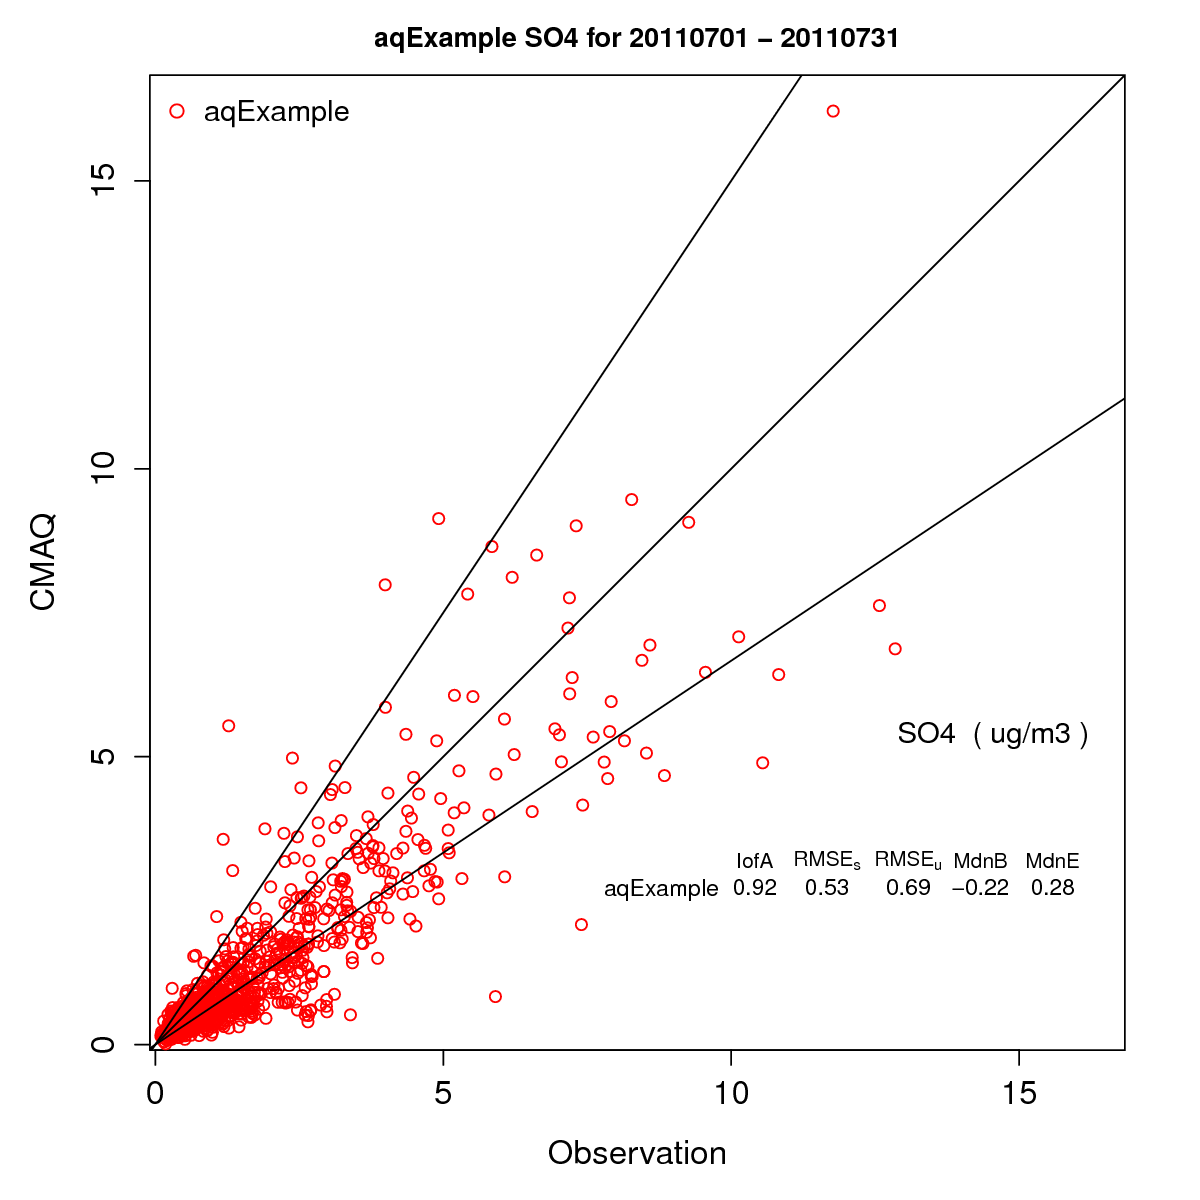 aqExample SO4 for 20110701 − 20110731
aqExample
15
10
5
0
CMAQ
SO4 ( ug/m3 )
IofA RMSEs RMSEu MdnB MdnE
aqExample 0.92 0.53 0.69 −0.22 0.28
0 5 10 15
Observation